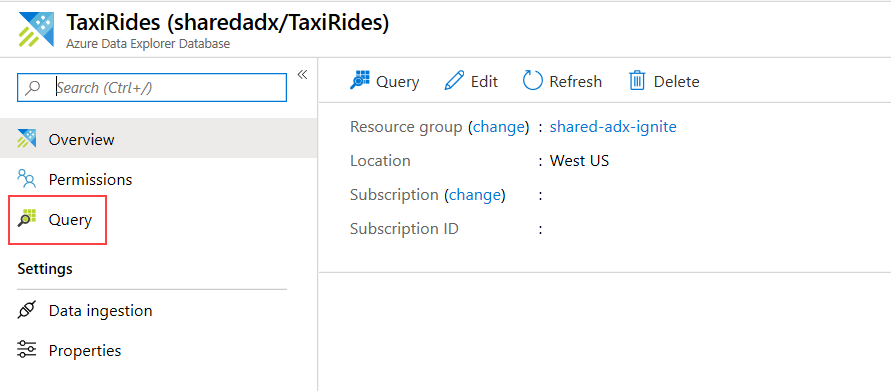 TaxiRides (sharedadx/TaxiRides)
Azure Data Explorer Database
Search (Ctrl+/)
«
Overview
Permissions
Query
Settings
Data ingestion
Properties
Query Edit Refresh Delete
Resource group (change) : shared-adx-ignite
Location : West US
Subscription (change) :
Subscription ID :